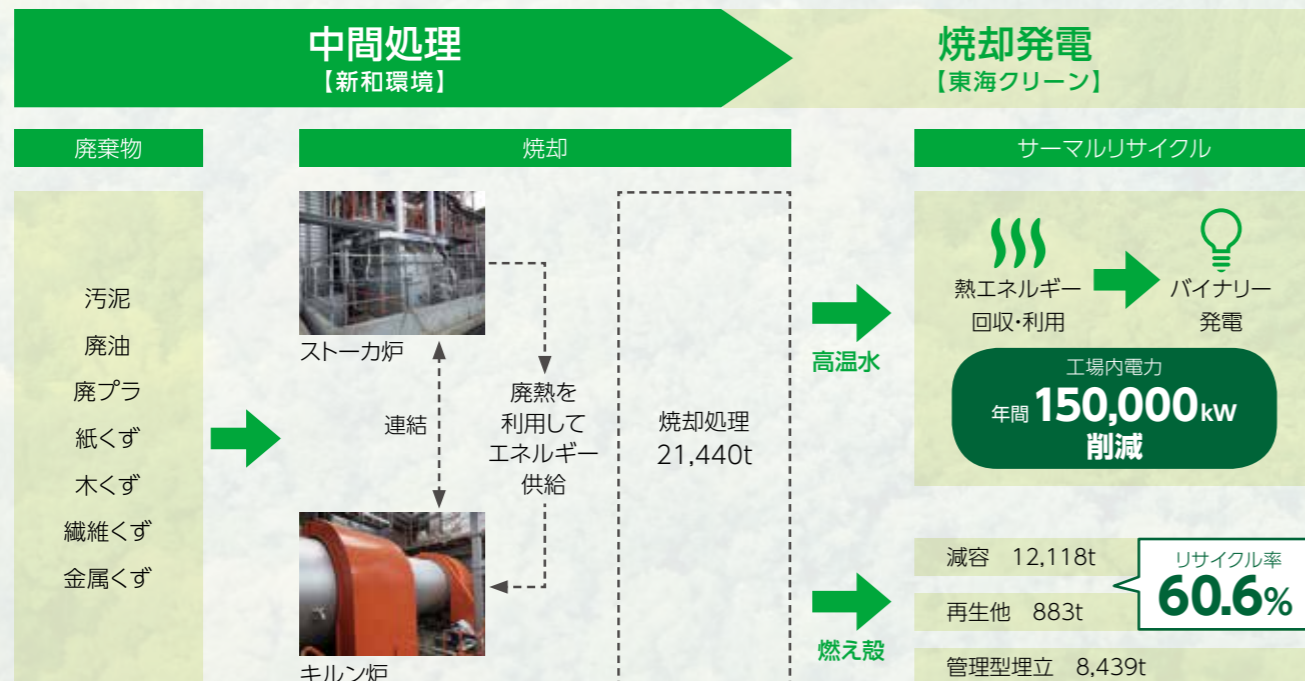 中間処理
【新和環境】
焼却発電
【東海クリーン】
廃棄物
焼却
サーマルリサイクル
汚泥
廃油
廃プラ
紙くず
木くず
繊維くず
金属くず
ストーカ炉
連結
キルン炉
廃熱を
利用して
エネルギー
供給
焼却処理
21,440t
高温水
燃え殻
熱エネルギー
回収・利用
バイナリー
発電
工場内電力
年間 150,000kW
削減
減容 12,118t
再生他 883t
管理型埋立 8,439t
リサイクル率
60.6%